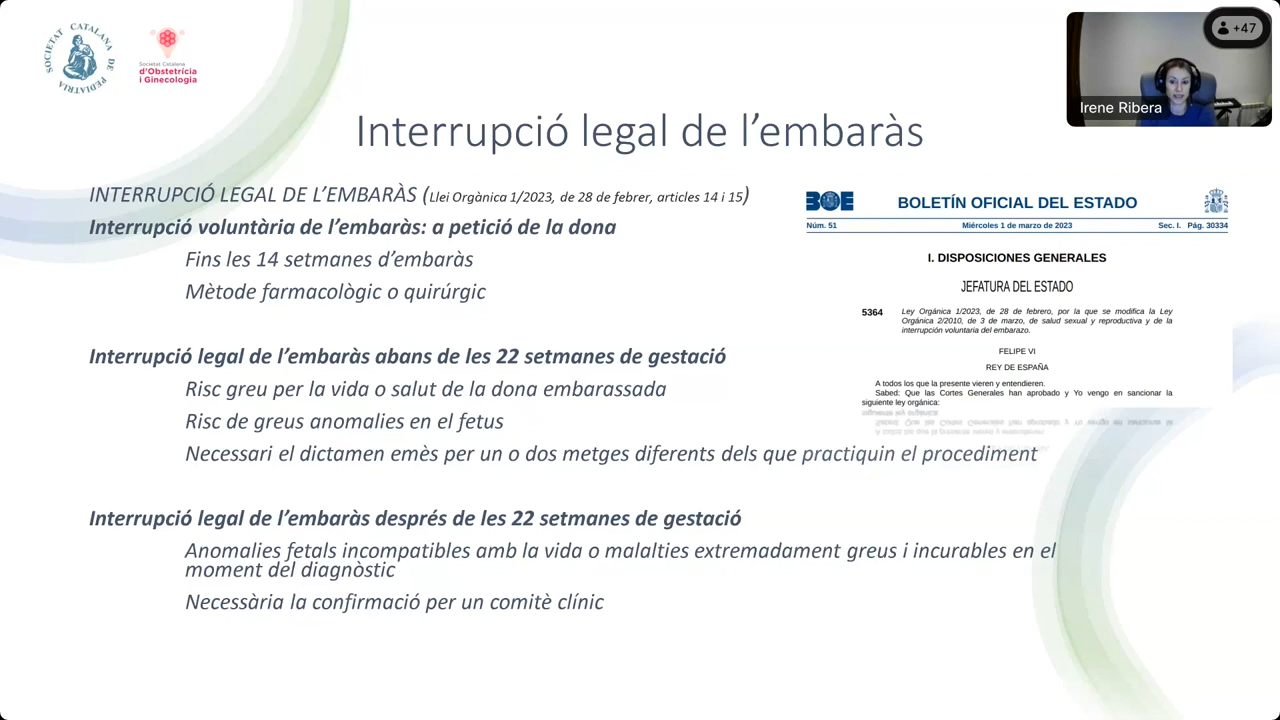 SOCIETAT CATALANA DE PEDIATRIA
Societat Catalana
d'Obstetrícia
i Ginecologia
+47
Irene Ribera
Interrupció legal de l'embaràs
INTERRUPCIÓ LEGAL DE L'EMBARÀS (Llei Orgànica 1/2023, de 28 de febrer, articles 14 i 15)
Interrupció voluntària de l'embaràs: a petició de la dona
Fins les 14 setmanes d'embaràs
Mètode farmacològic o quirúrgic
Interrupció legal de l'embaràs abans de les 22 setmanes de gestació
Risc greu per la vida o salut de la dona embarassada
Risc de greus anomalies en el fetus
Necessari el dictamen emès per un o dos metges diferents dels que practiquin el procediment
Interrupció legal de l'embaràs després de les 22 setmanes de gestació
Anomalies fetals incompatibles amb la vida o malalties extremadament greus i incurables en el
moment del diagnòstic
Necessària la confirmació per un comitè clínic
BOE
BOLETÍN OFICIAL DEL ESTADO
Núm. 51 Miércoles 1 de marzo de 2023 Sec. I. Pág. 30334
I. DISPOSICIONES GENERALES
JEFATURA DEL ESTADO
5364 Ley Orgánica 1/2023, de 28 de febrero, por la que se modifica la Ley
Orgánica 2/2010, de 3 de marzo, de salud sexual y reproductiva y de la
interrupción voluntaria del embarazo.
FELIPE VI
REY DE ESPAÑA
A todos los que la presente vieren y entendieren.
Sabed: Que las Cortes Generales han aprobado y Yo vengo en sancionar la
siguiente ley orgánica: